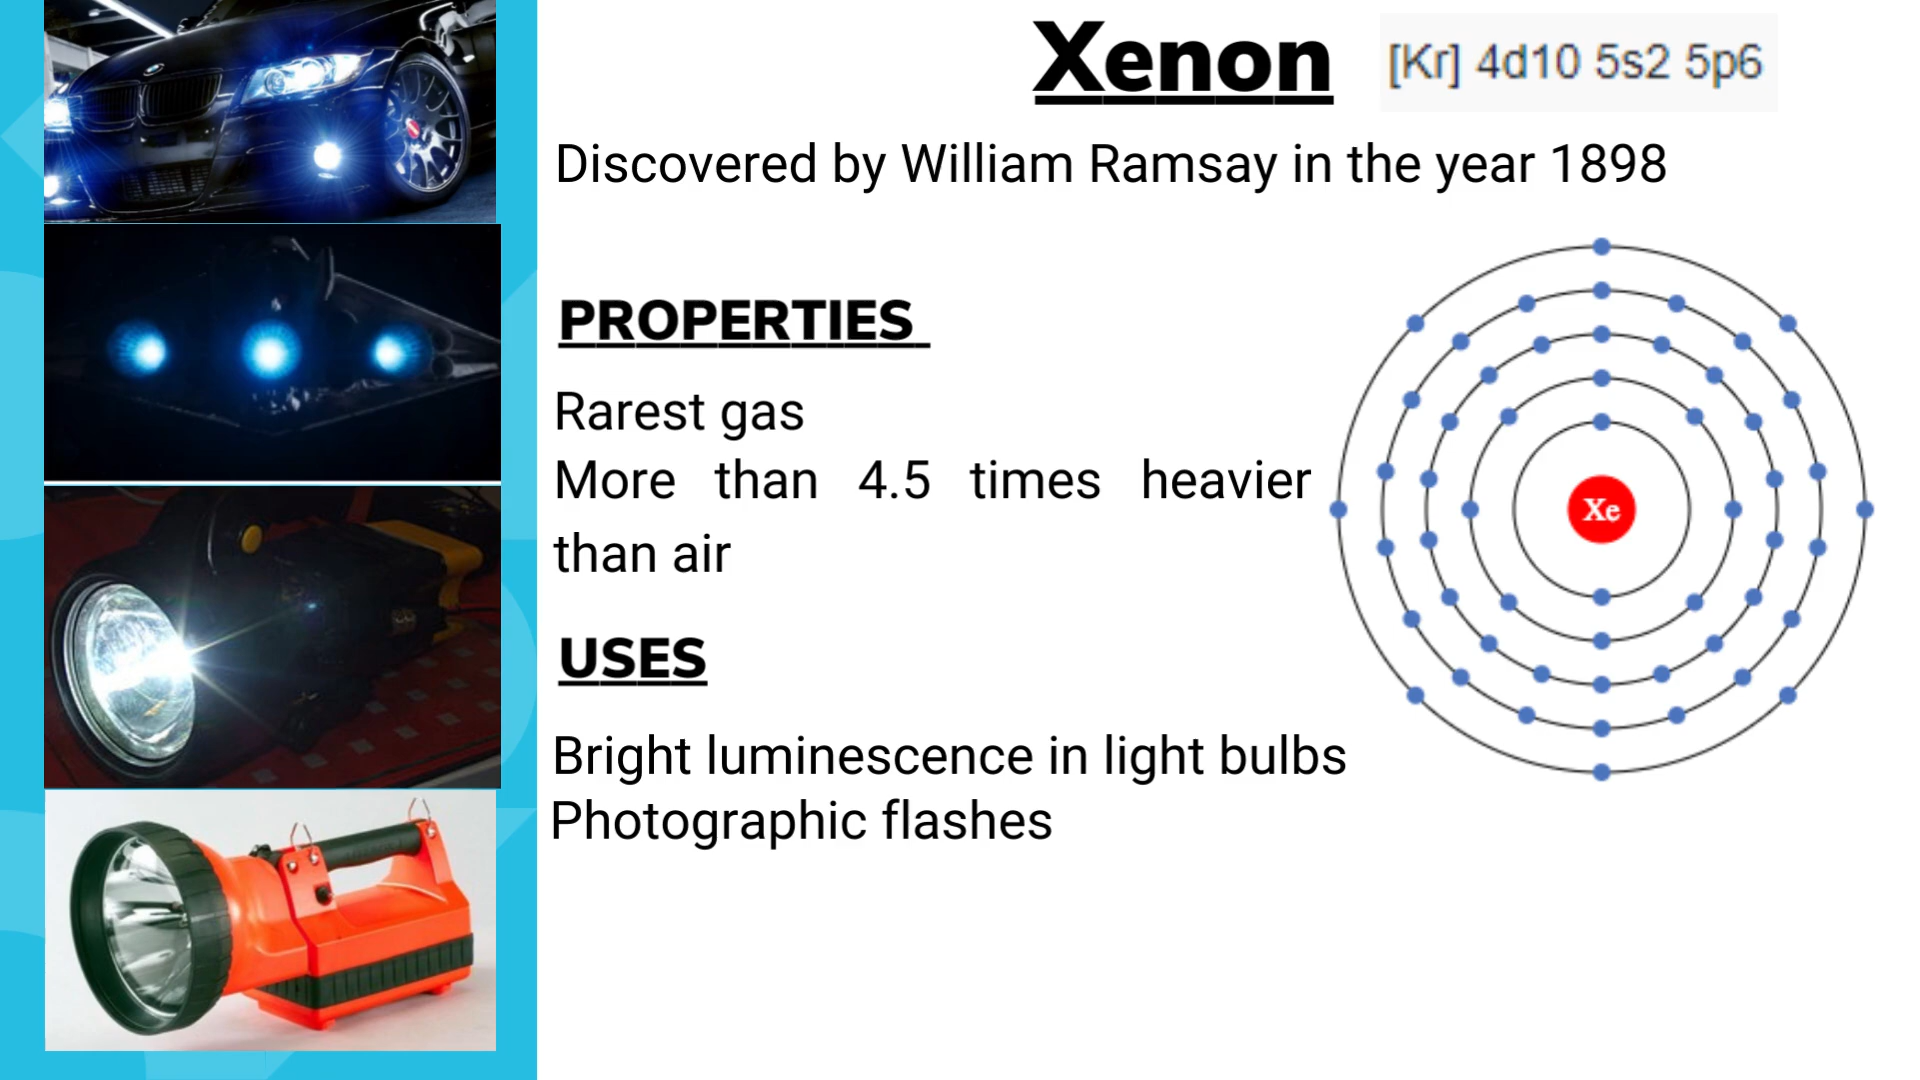 Xenon [Kr] 4d10 5s2 5p6
Discovered by William Ramsay in the year 1898
PROPERTIES
Rarest gas
More than 4.5 times heavier
than air
Xe
USES
Bright luminescence in light bulbs
Photographic flashes